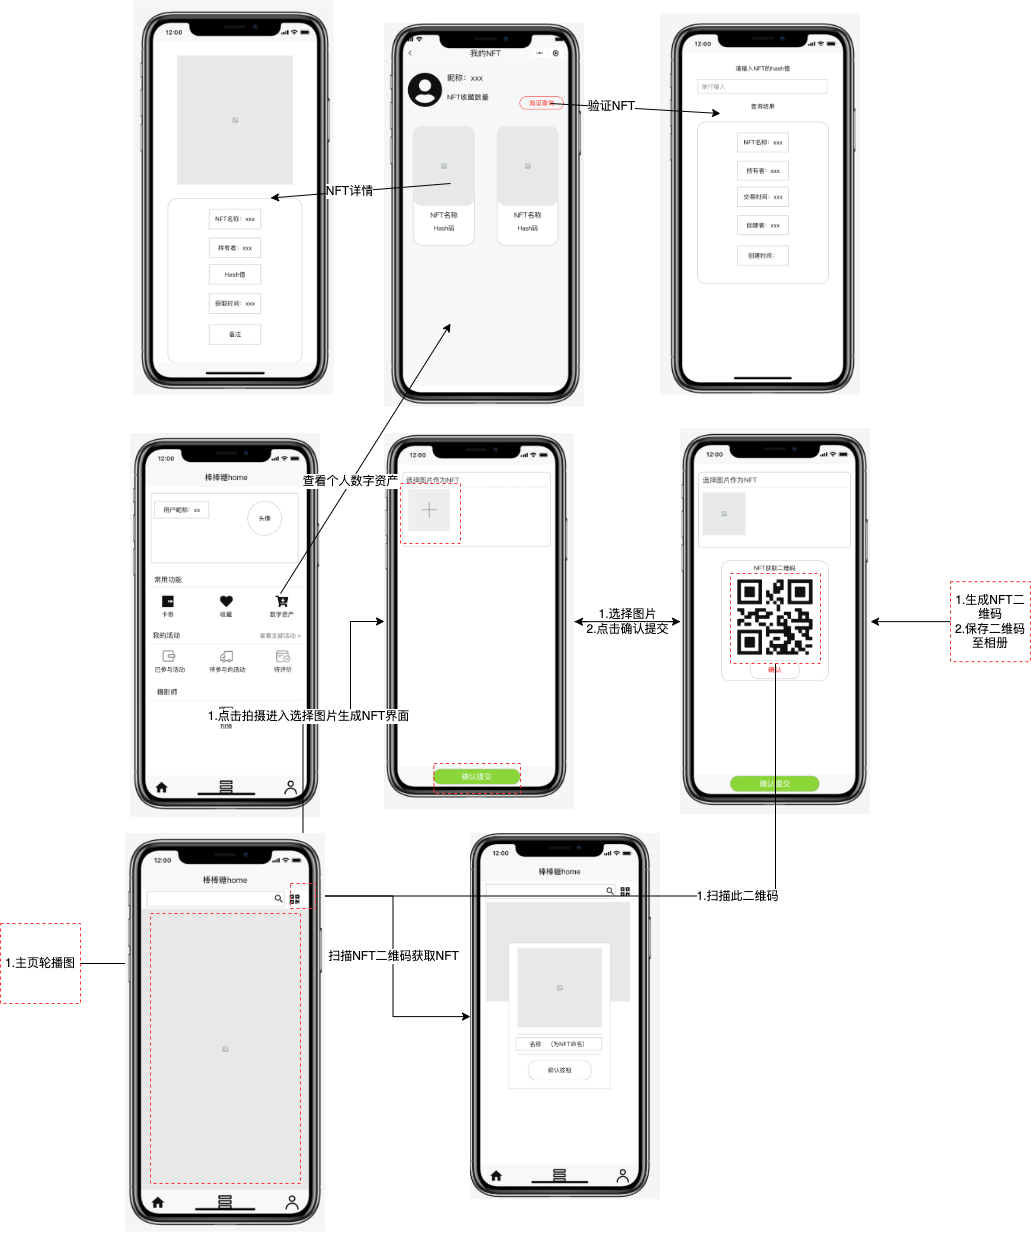 12:00
NFT名称：xxx
持有者：xxx
Hash值
获取时间：xxx
备注
NFT详情
我的NFT
昵称：xxx
NFT收藏数量
验证查询
NFT名称
Hash码
NFT名称
Hash码
验证NFT
12:00
请输入NFT的hash值
单行输入
查询结果
NFT名称：xxx
持有者：xxx
交易时间：xxx
创建者：xxx
创建时间：
12:00
棒棒糖home
用户昵称：xx
头像
常用功能
卡券
收藏
数字资产
我的活动
查看全部活动 >
已参与活动
待参与的活动
待评价
摄影师
拍摄
查看个人数字资产
1.点击拍摄进入选择图片生成NFT界面
12:00
选择图片作为NFT
确认提交
1.选择图片
2.点击确认提交
12:00
选择图片作为NFT
NFT获取二维码
确认
确认提交
1.生成NFT二
维码
2.保存二维码
至相册
12:00
棒棒糖home
1.主页轮播图
扫描NFT二维码获取NFT
12:00
棒棒糖home
名称：（为NFT命名）
确认按钮
1.扫描此二维码